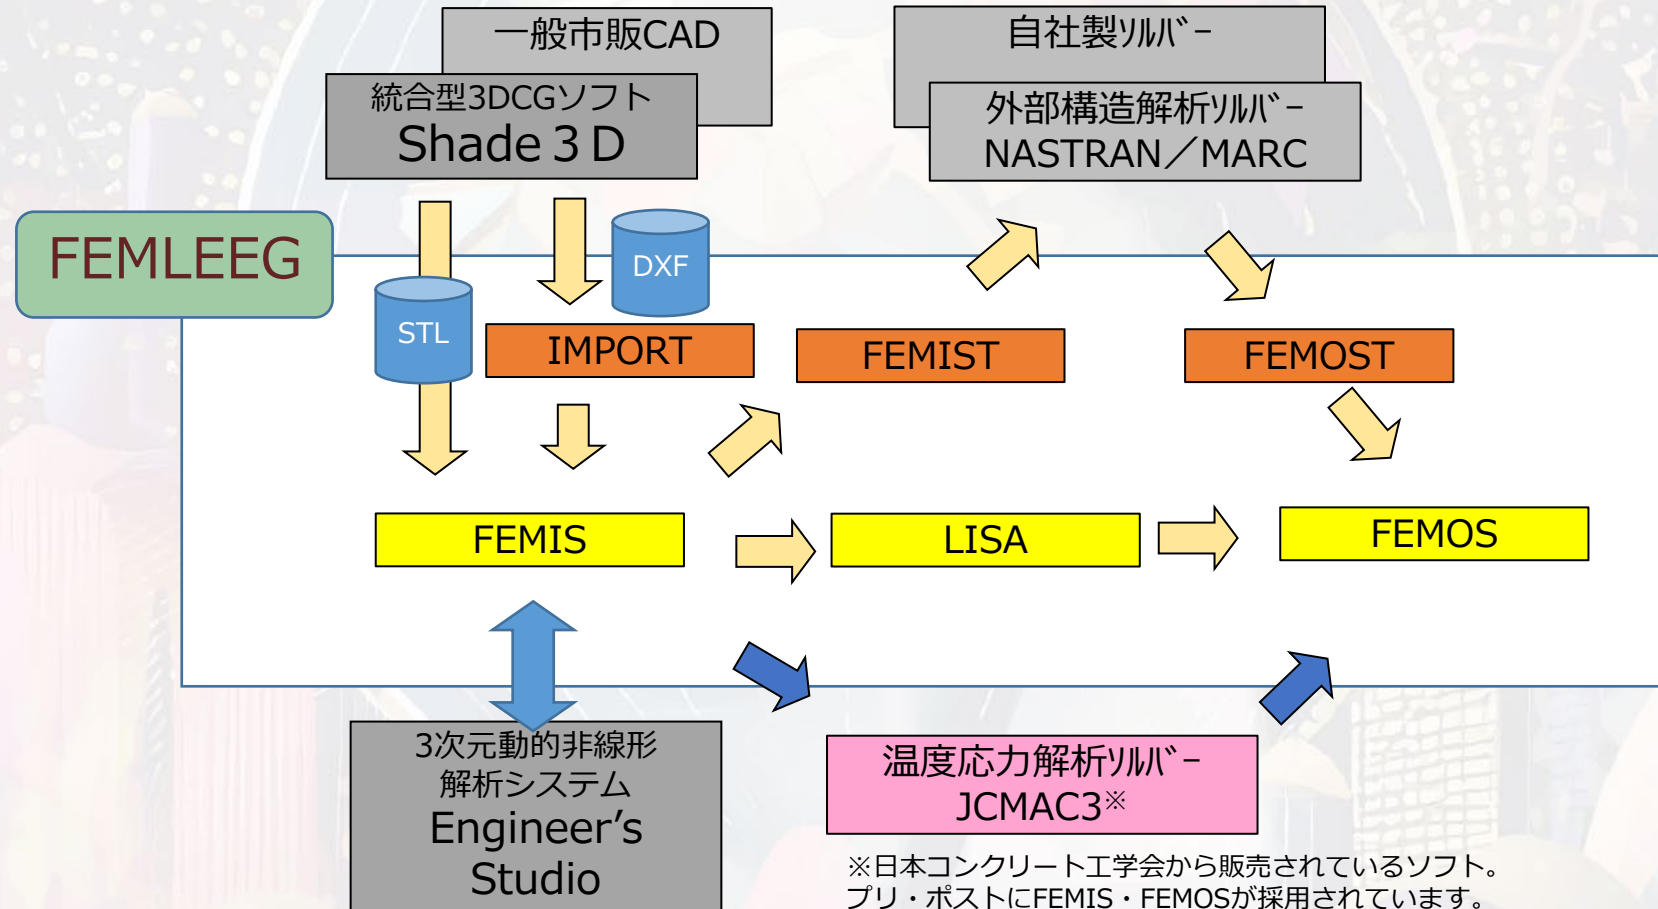 一般市販CAD
統合型3DCGソフト
Shade３D
自社製ｿﾙﾊﾞｰ
外部構造解析ｿﾙﾊﾞｰ
NASTRAN／MARC
FEMLEEG
DXF
STL
IMPORT
FEMIST
FEMOST
FEMIS
LISA
FEMOS
3次元動的非線形
解析システム
Engineer’s
Studio
温度応力解析ｿﾙﾊﾞｰ
JCMAC3※
※日本コンクリート工学会から販売されているソフト。
プリ・ポストにFEMIS・FEMOSが採用されています。